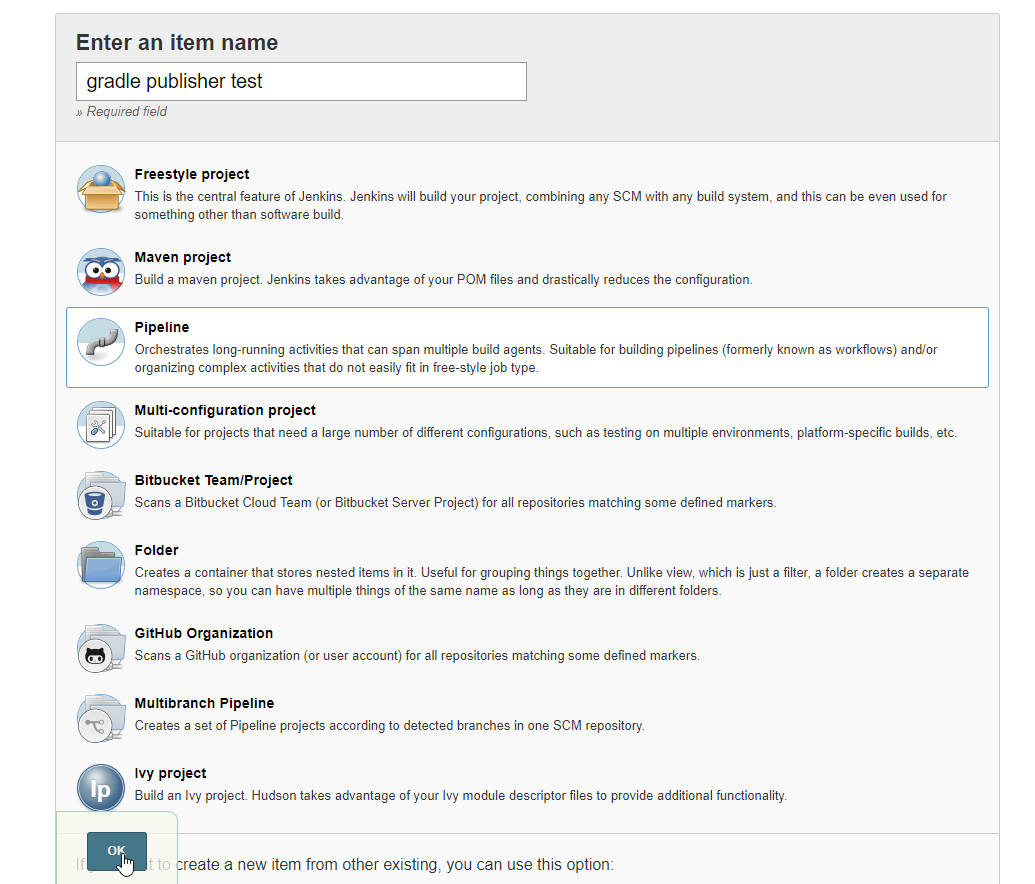 Enter an item name
gradle publisher test
» Required field
Freestyle project
This is the central feature of Jenkins. Jenkins will build your project, combining any SCM with any build system, and this can be even used for
something other than software build.
Maven project
Build a maven project. Jenkins takes advantage of your POM files and drastically reduces the configuration.
Pipeline
Orchestrates long-running activities that can span multiple build agents. Suitable for building pipelines (formerly known as workflows) and/or
organizing complex activities that do not easily fit in free-style job type.
Multi-configuration project
Suitable for projects that need a large number of different configurations, such as testing on multiple environments, platform-specific builds, etc.
Bitbucket Team/Project
Scans a Bitbucket Cloud Team (or Bitbucket Server Project) for all repositories matching some defined markers.
Folder
Creates a container that stores nested items in it. Useful for grouping things together. Unlike view, which is just a filter, a folder creates a separate
namespace, so you can have multiple things of the same name as long as they are in different folders.
GitHub Organization
Scans a GitHub organization (or user account) for all repositories matching some defined markers.
Multibranch Pipeline
Creates a set of Pipeline projects according to detected branches in one SCM repository.
Ip
Ivy project
Build an Ivy project. Hudson takes advantage of your Ivy module descriptor files to provide additional functionality.
OK
If to create a new item from other existing, you can use this option: